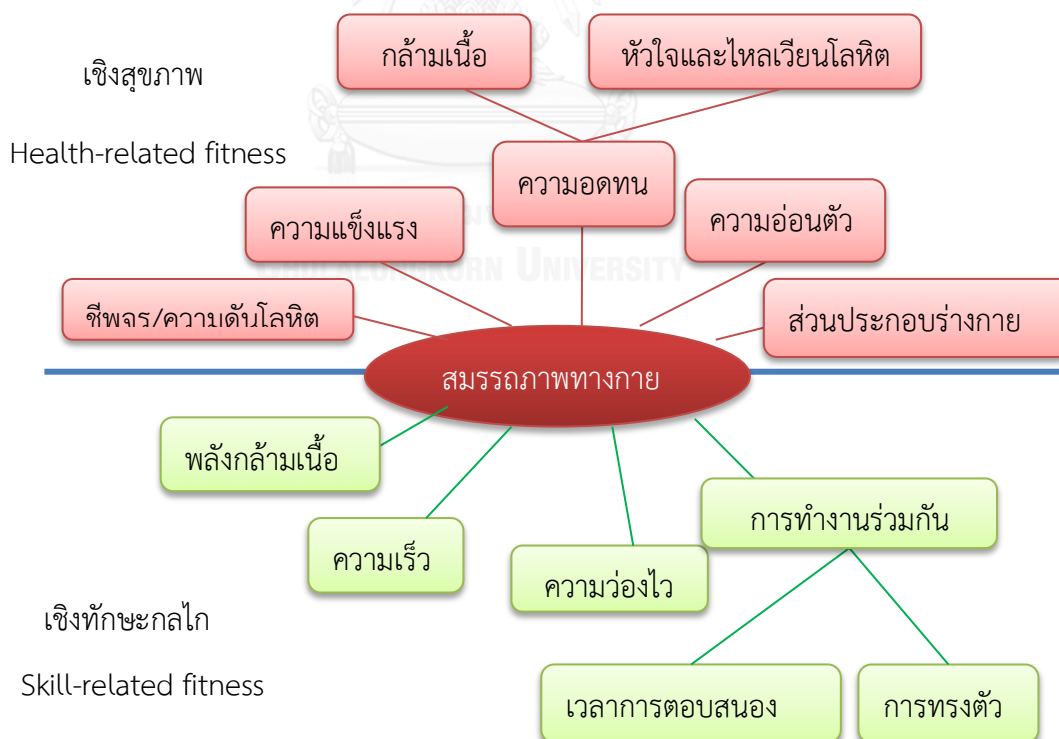 กล้ามเนื้อ
หัวใจและไหลเวียนโลหิต
เชิงสุขภาพ
Health-related fitness
ความอดทน
ความแข็งแรง
ความอ่อนตัว
UNIVERSITY
ชีพจร/ความดันโลหิต
ส่วนประกอบร่างกาย
สมรรถภาพทางกาย
พลังกล้ามเนื้อ
การทำงานร่วมกัน
ความเร็ว
ความว่องไว
เชิงทักษะกลไก
Skill-related fitness
เวลาการตอบสนอง
การทรงตัว